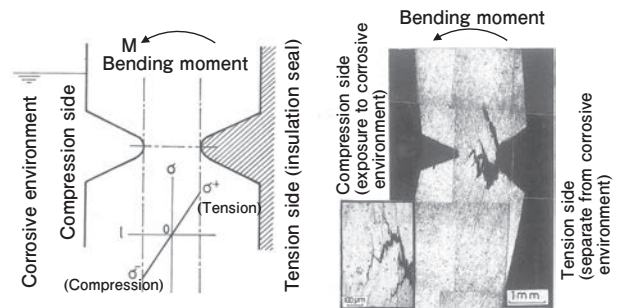 M
Bending moment
Corrosive environment
Compression side
σ
σ+
(Tension)
0
σ−
(Compression)
Tension side (insulation seal)
Bending moment
Compression side
(exposure to corrosive
environment)
100μm
1mm
Tension side
(separate from corrosive
environment)